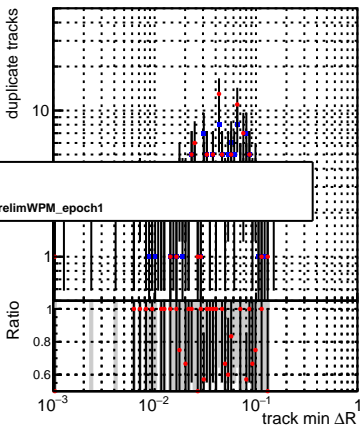 duplicate tracks
10
relimWPM_epoch1
1
Ratio
1
0.8
0.6
10⁻³ 10⁻² 10⁻¹ 1
track min ΔR